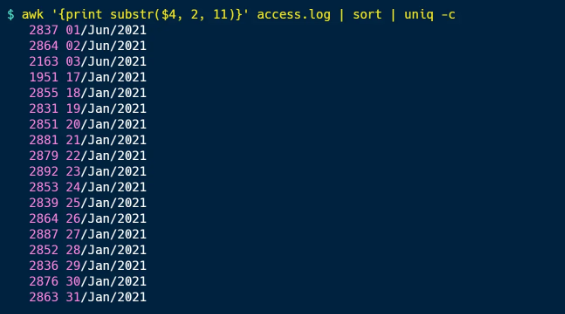 $ awk '{print substr($4, 2, 11)}' access.log | sort | uniq -c
2837 01/Jun/2021
2864 02/Jun/2021
2163 03/Jun/2021
1951 17/Jan/2021
2855 18/Jan/2021
2831 19/Jan/2021
2851 20/Jan/2021
2881 21/Jan/2021
2879 22/Jan/2021
2892 23/Jan/2021
2853 24/Jan/2021
2839 25/Jan/2021
2864 26/Jan/2021
2887 27/Jan/2021
2852 28/Jan/2021
2836 29/Jan/2021
2876 30/Jan/2021
2863 31/Jan/2021